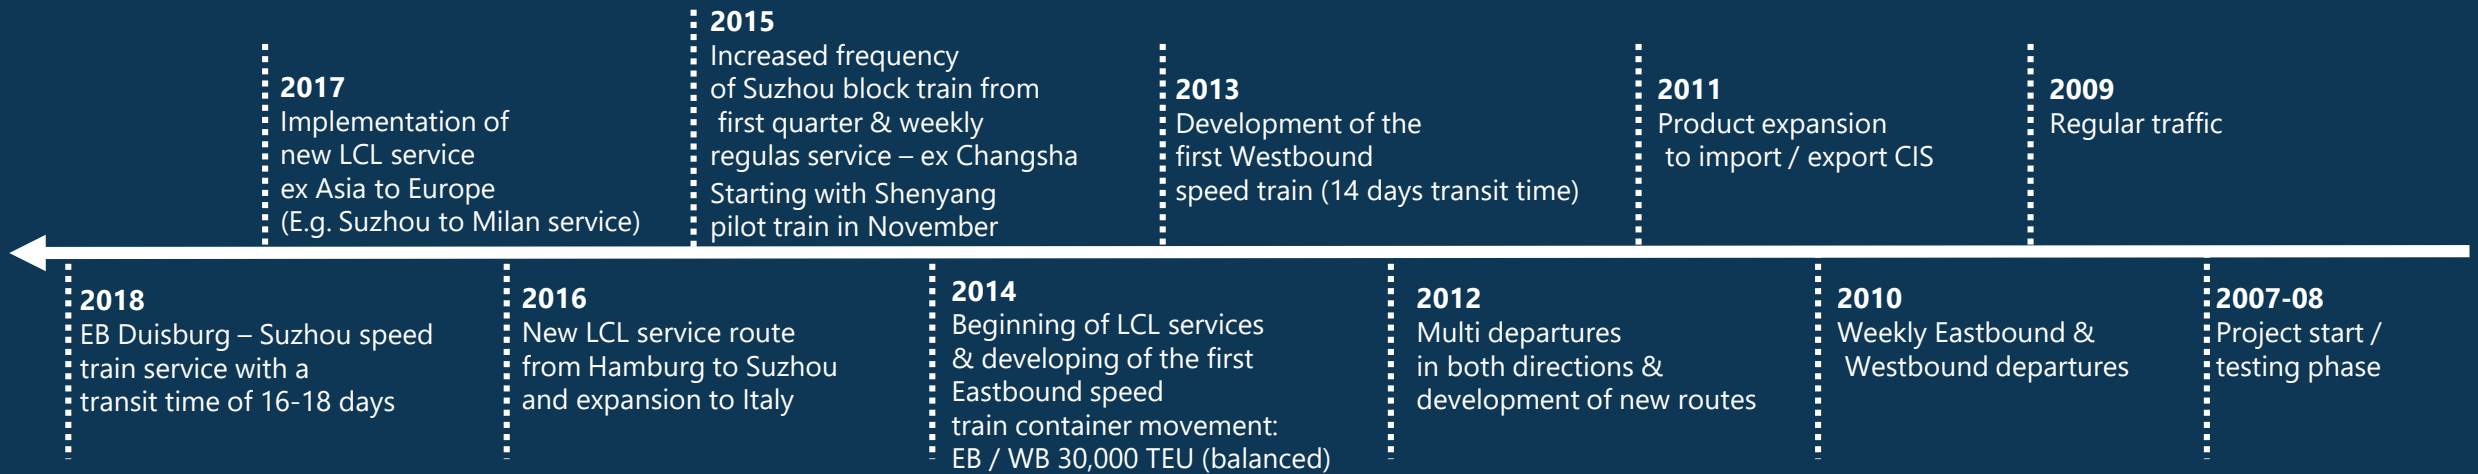 2017
Implementation of
new LCL service
ex Asia to Europe
(E.g. Suzhou to Milan service)
2015
Increased frequency
of Suzhou block train from
first quarter & weekly
regulas service – ex Changsha
Starting with Shenyang
pilot train in November
2013
Development of the
first Westbound
speed train (14 days transit time)
2011
Product expansion
to import / export CIS
2009
Regular traffic
2018
EB Duisburg – Suzhou speed
train service with a
transit time of 16-18 days
2016
New LCL service route
from Hamburg to Suzhou
and expansion to Italy
2014
Beginning of LCL services
& developing of the first
Eastbound speed
train container movement:
EB / WB 30,000 TEU (balanced)
2012
Multi departures
in both directions &
development of new routes
2010
Weekly Eastbound &
Westbound departures
2007-08
Project start /
testing phase